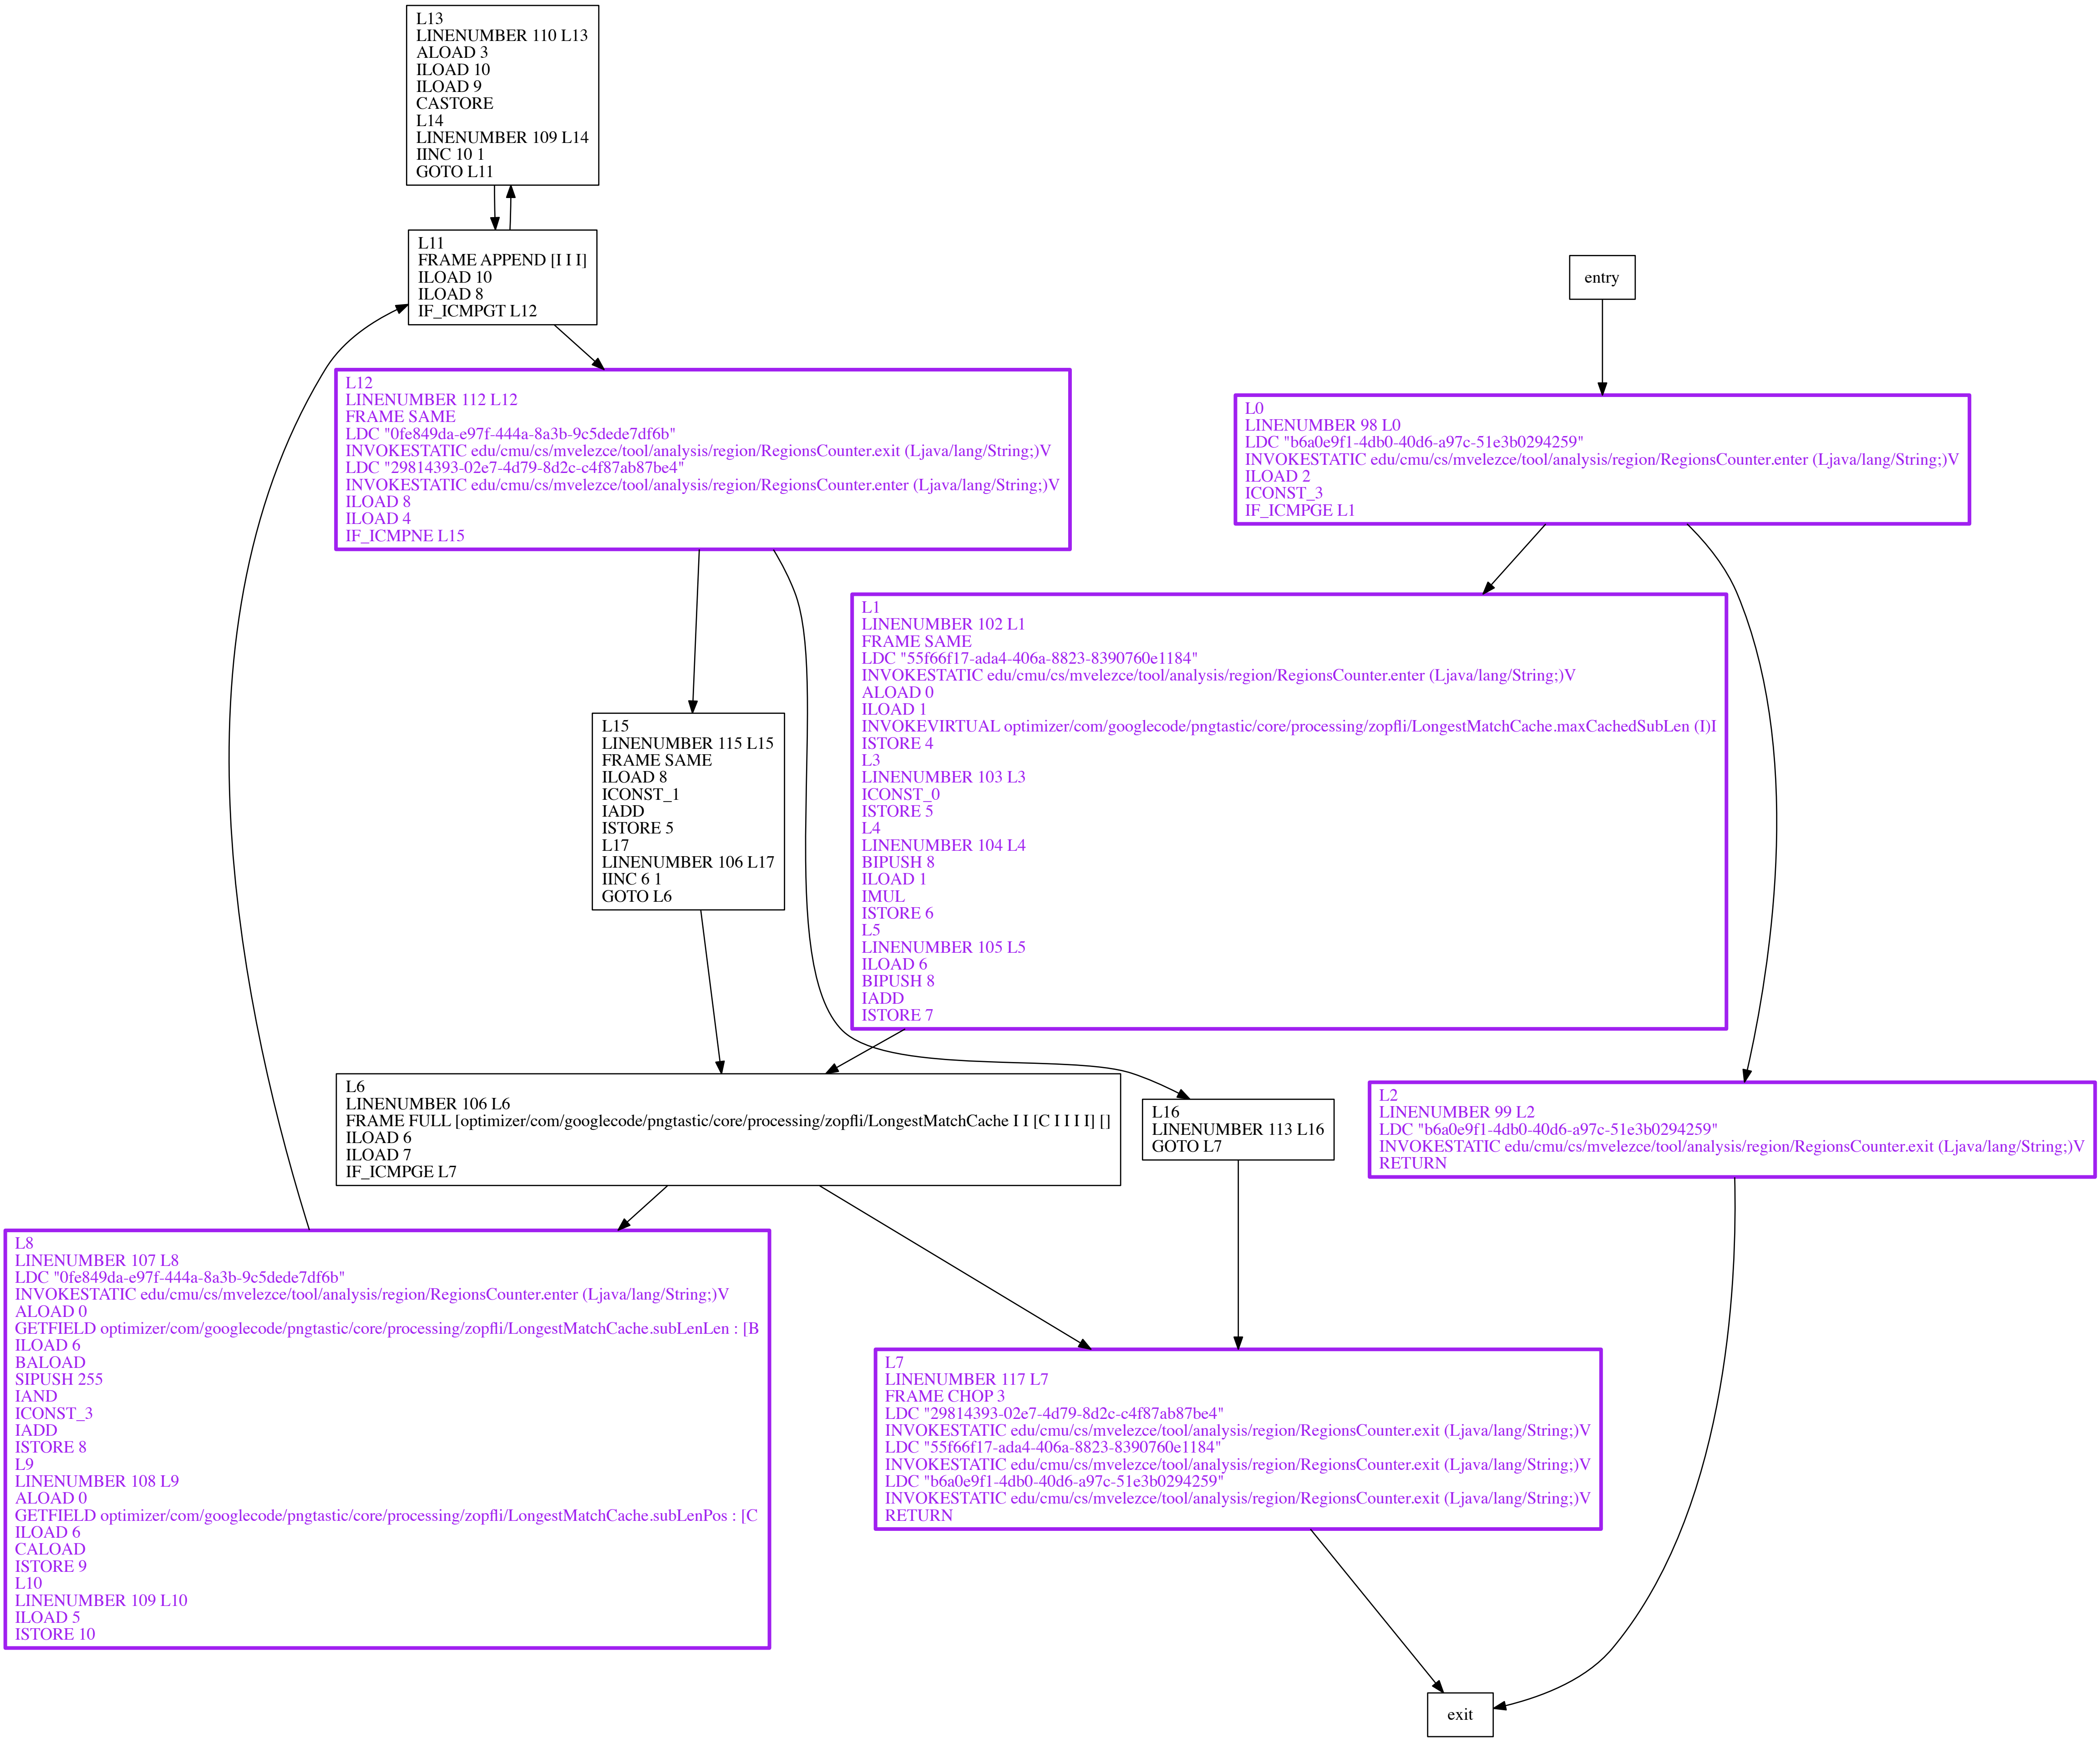 L13
LINENUMBER 110 L13
ALOAD 3
ILOAD 10
ILOAD 9
CASTORE
L14
LINENUMBER 109 L14
IINC 10 1
GOTO L11
L11
FRAME APPEND [I I I]
ILOAD 10
ILOAD 8
IF_ICMPGT L12
entry
L12
LINENUMBER 112 L12
FRAME SAME
LDC "0fe849da-e97f-444a-8a3b-9c5dede7df6b"
INVOKESTATIC edu/cmu/cs/mvelezce/tool/analysis/region/RegionsCounter.exit (Ljava/lang/String;)V
LDC "29814393-02e7-4d79-8d2c-c4f87ab87be4"
INVOKESTATIC edu/cmu/cs/mvelezce/tool/analysis/region/RegionsCounter.enter (Ljava/lang/String;)V
ILOAD 8
ILOAD 4
IF_ICMPNE L15
L0
LINENUMBER 98 L0
LDC "b6a0e9f1-4db0-40d6-a97c-51e3b0294259"
INVOKESTATIC edu/cmu/cs/mvelezce/tool/analysis/region/RegionsCounter.enter (Ljava/lang/String;)V
ILOAD 2
ICONST_3
IF_ICMPGE L1
L1
LINENUMBER 102 L1
FRAME SAME
LDC "55f66f17-ada4-406a-8823-8390760e1184"
INVOKESTATIC edu/cmu/cs/mvelezce/tool/analysis/region/RegionsCounter.enter (Ljava/lang/String;)V
ALOAD 0
ILOAD 1
INVOKEVIRTUAL optimizer/com/googlecode/pngtastic/core/processing/zopfli/LongestMatchCache.maxCachedSubLen (I)I
ISTORE 4
L3
LINENUMBER 103 L3
ICONST_0
ISTORE 5
L4
LINENUMBER 104 L4
BIPUSH 8
ILOAD 1
IMUL
ISTORE 6
L5
LINENUMBER 105 L5
ILOAD 6
BIPUSH 8
IADD
ISTORE 7
L15
LINENUMBER 115 L15
FRAME SAME
ILOAD 8
ICONST_1
IADD
ISTORE 5
L17
LINENUMBER 106 L17
IINC 6 1
GOTO L6
L6
LINENUMBER 106 L6
FRAME FULL [optimizer/com/googlecode/pngtastic/core/processing/zopfli/LongestMatchCache I I [C I I I I] []
ILOAD 6
ILOAD 7
IF_ICMPGE L7
L16
LINENUMBER 113 L16
GOTO L7
L2
LINENUMBER 99 L2
LDC "b6a0e9f1-4db0-40d6-a97c-51e3b0294259"
INVOKESTATIC edu/cmu/cs/mvelezce/tool/analysis/region/RegionsCounter.exit (Ljava/lang/String;)V
RETURN
L8
LINENUMBER 107 L8
LDC "0fe849da-e97f-444a-8a3b-9c5dede7df6b"
INVOKESTATIC edu/cmu/cs/mvelezce/tool/analysis/region/RegionsCounter.enter (Ljava/lang/String;)V
ALOAD 0
GETFIELD optimizer/com/googlecode/pngtastic/core/processing/zopfli/LongestMatchCache.subLenLen : [B
ILOAD 6
BALOAD
SIPUSH 255
IAND
ICONST_3
IADD
ISTORE 8
L9
LINENUMBER 108 L9
ALOAD 0
GETFIELD optimizer/com/googlecode/pngtastic/core/processing/zopfli/LongestMatchCache.subLenPos : [C
ILOAD 6
CALOAD
ISTORE 9
L10
LINENUMBER 109 L10
ILOAD 5
ISTORE 10
L7
LINENUMBER 117 L7
FRAME CHOP 3
LDC "29814393-02e7-4d79-8d2c-c4f87ab87be4"
INVOKESTATIC edu/cmu/cs/mvelezce/tool/analysis/region/RegionsCounter.exit (Ljava/lang/String;)V
LDC "55f66f17-ada4-406a-8823-8390760e1184"
INVOKESTATIC edu/cmu/cs/mvelezce/tool/analysis/region/RegionsCounter.exit (Ljava/lang/String;)V
LDC "b6a0e9f1-4db0-40d6-a97c-51e3b0294259"
INVOKESTATIC edu/cmu/cs/mvelezce/tool/analysis/region/RegionsCounter.exit (Ljava/lang/String;)V
RETURN
exit